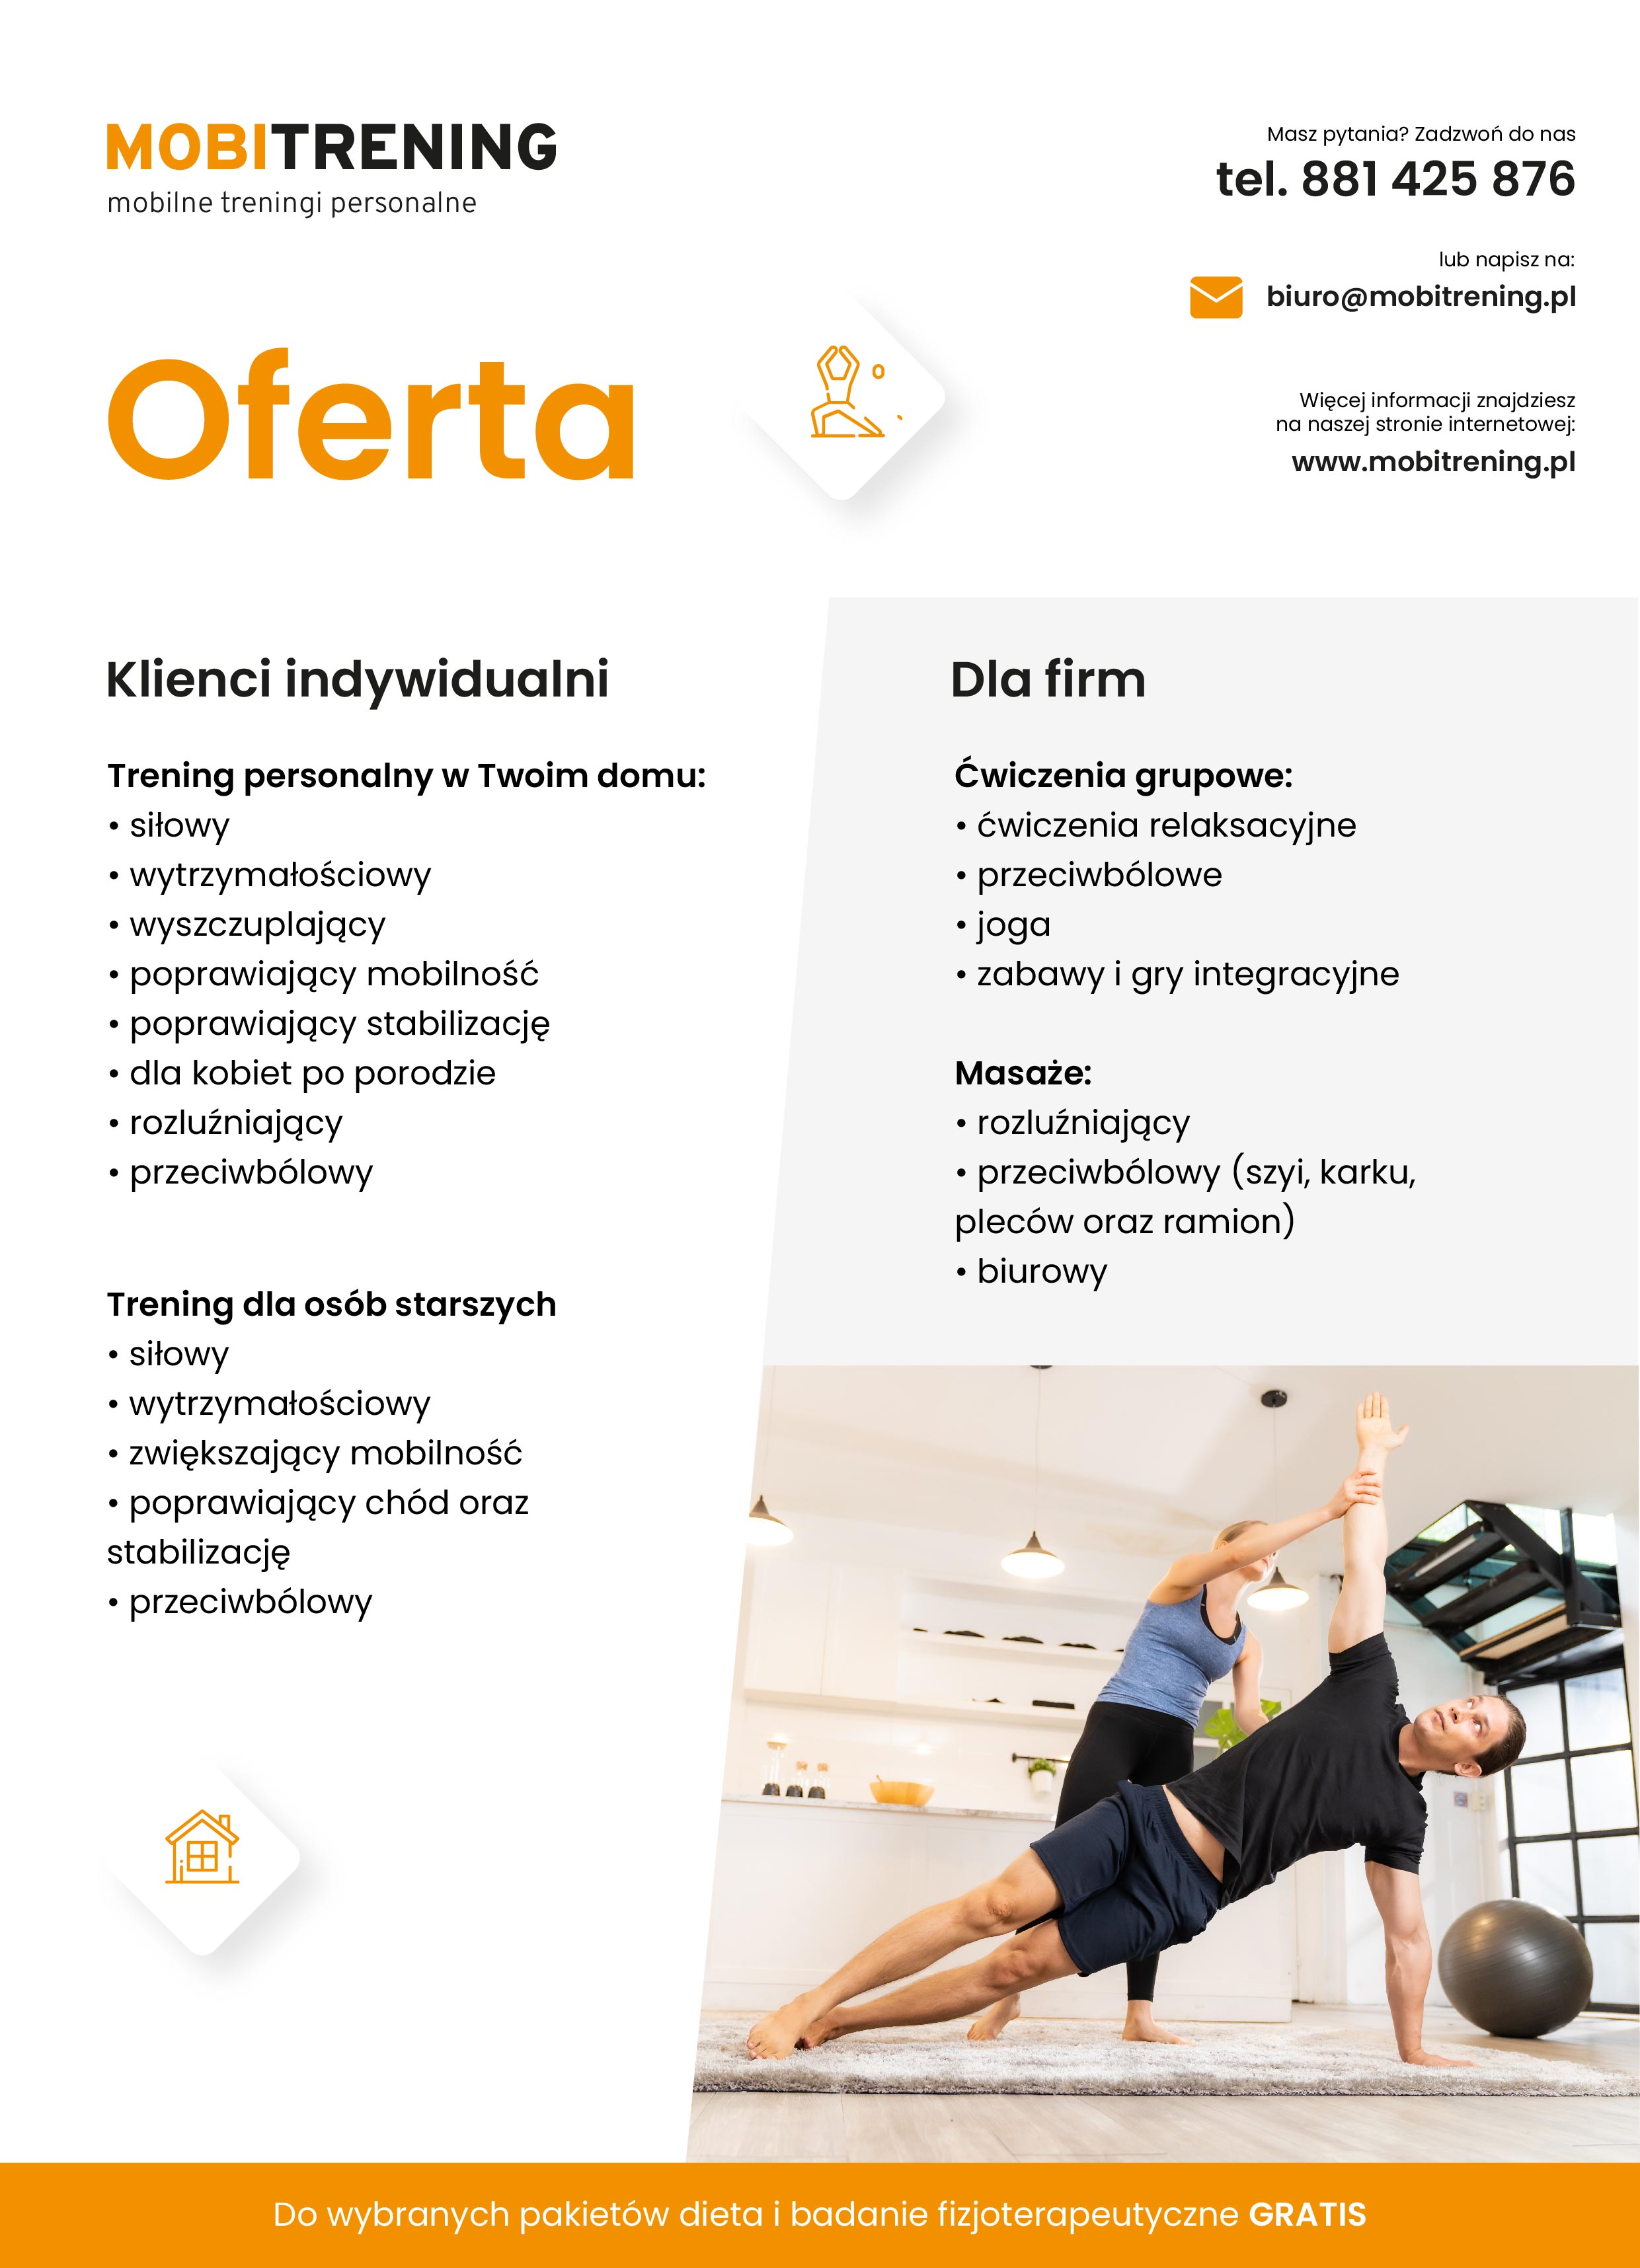 MOBITRENING
mobilne treningi personalne
Masz pytania? Zadzwoń do nas
tel. 881 425 876
lub napisz na:
biuro@mobitrening.pl
Więcej informacji znajdziesz
na naszej stronie internetowej:
www.mobitrening.pl
Oferta
Klienci indywidualni
Trening personalny w Twoim domu:
• siłowy
• wytrzymałościowy
• wyszczuplający
• poprawiający mobilność
• poprawiający stabilizację
• dla kobiet po porodzie
• rozluźniający
• przeciwbólowy
Trening dla osób starszych
• siłowy
• wytrzymałościowy
• zwiększający mobilność
• poprawiający chód oraz
stabilizację
• przeciwbólowy
Dla firm
Ćwiczenia grupowe:
• ćwiczenia relaksacyjne
• przeciwbólowe
• joga
• zabawy i gry integracyjne
Masaże:
• rozluźniający
• przeciwbólowy (szyi, karku,
pleców oraz ramion)
• biurowy
Do wybranych pakietów dieta i badanie fizjoterapeutyczne GRATIS